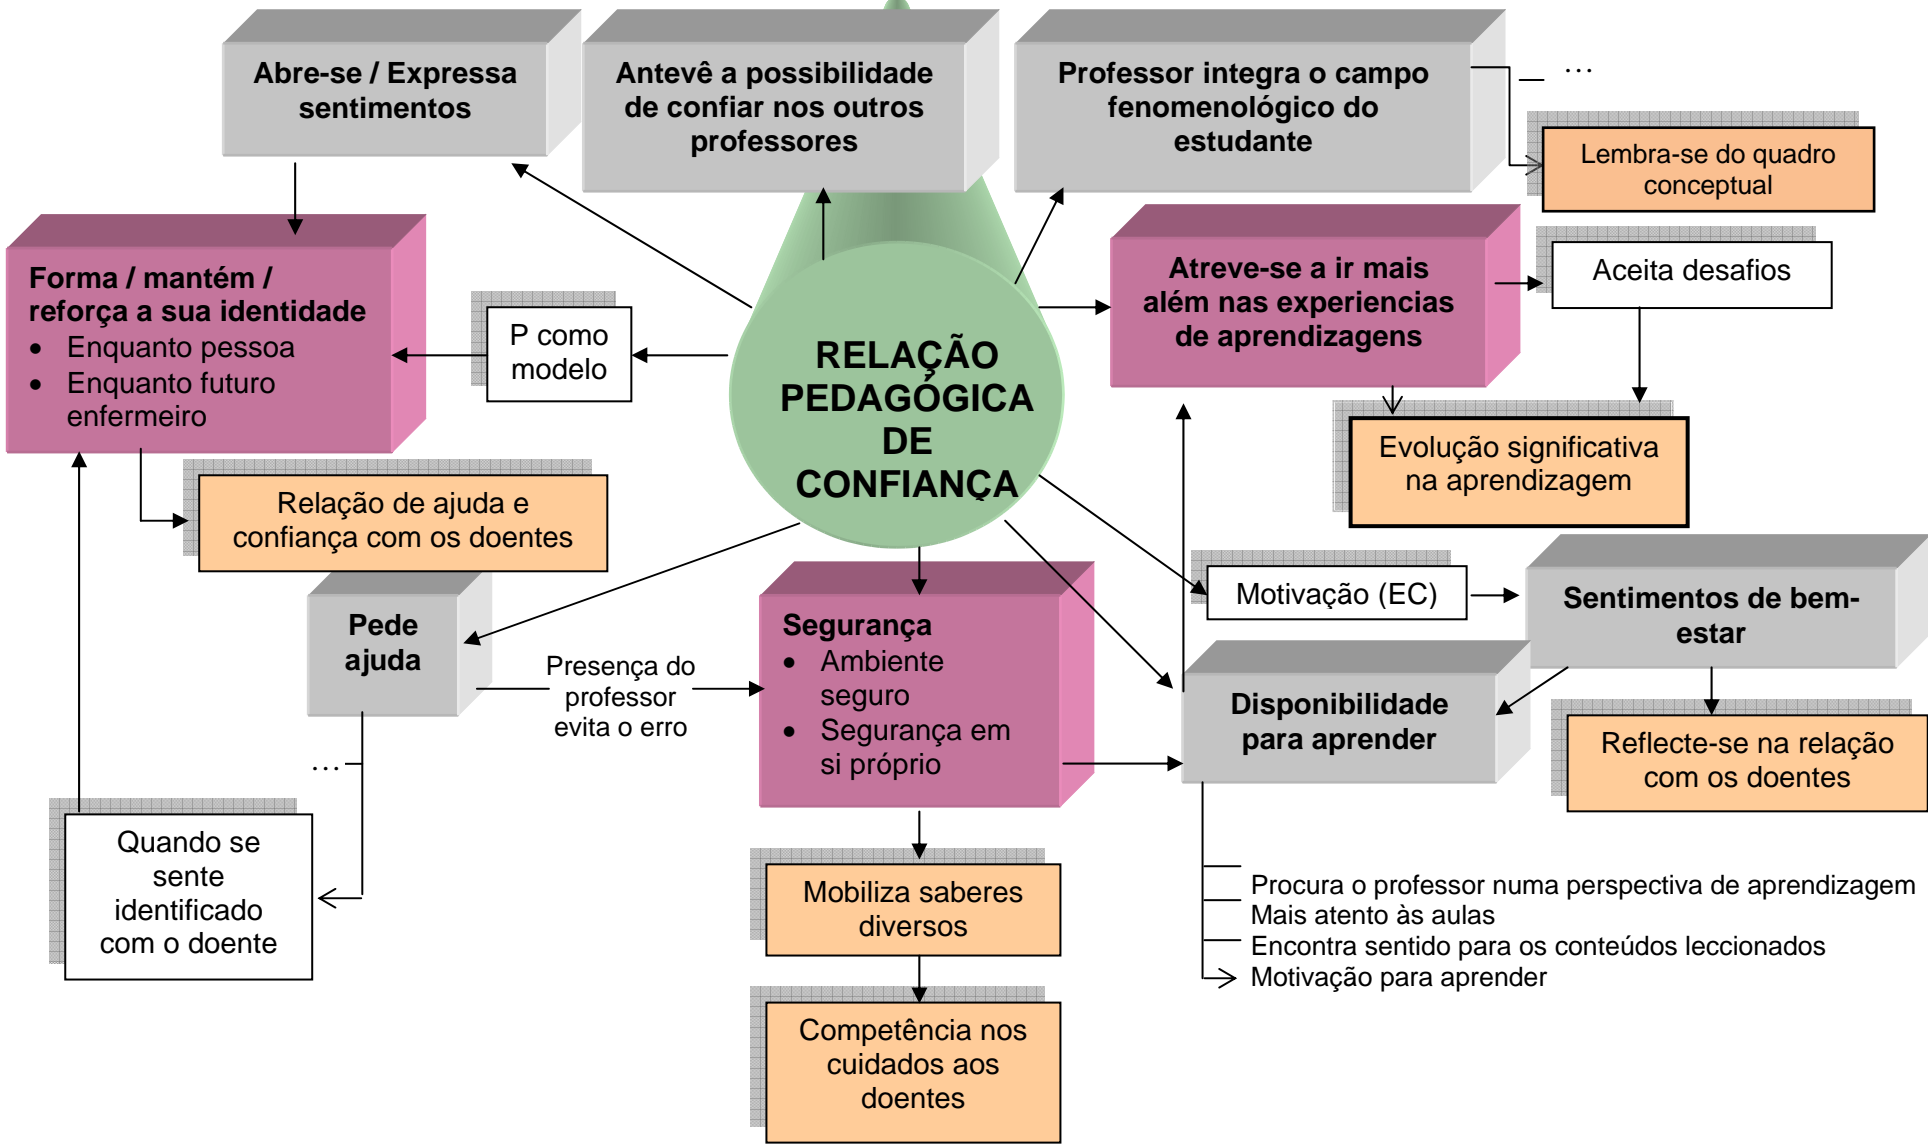 Abre-se / Expressa
sentimentos
Antevê a possibilidade
de confiar nos outros
professores
Professor integra o campo
fenomenológico do
estudante
…
Lembra-se do quadro
conceptual
Forma / mantém /
reforça a sua identidade
• Enquanto pessoa
• Enquanto futuro
enfermeiro
P como
modelo
RELAÇÃO
PEDAGÓGICA
DE
CONFIANÇA
Atreve-se a ir mais
além nas experiencias
de aprendizagens
Aceita desafios
Evolução significativa
na aprendizagem
Relação de ajuda e
confiança com os doentes
Pede
ajuda
Presença do
professor
evita o erro
Segurança
• Ambiente
seguro
• Segurança em
si próprio
Motivação (EC)
Sentimentos de bem-
estar
Disponibilidade
para aprender
Reflecte-se na relação
com os doentes
…
Quando se
sente
identificado
com o doente
Mobiliza saberes
diversos
Competência nos
cuidados aos
doentes
Procura o professor numa perspectiva de aprendizagem
Mais atento às aulas
Encontra sentido para os conteúdos leccionados
Motivação para aprender